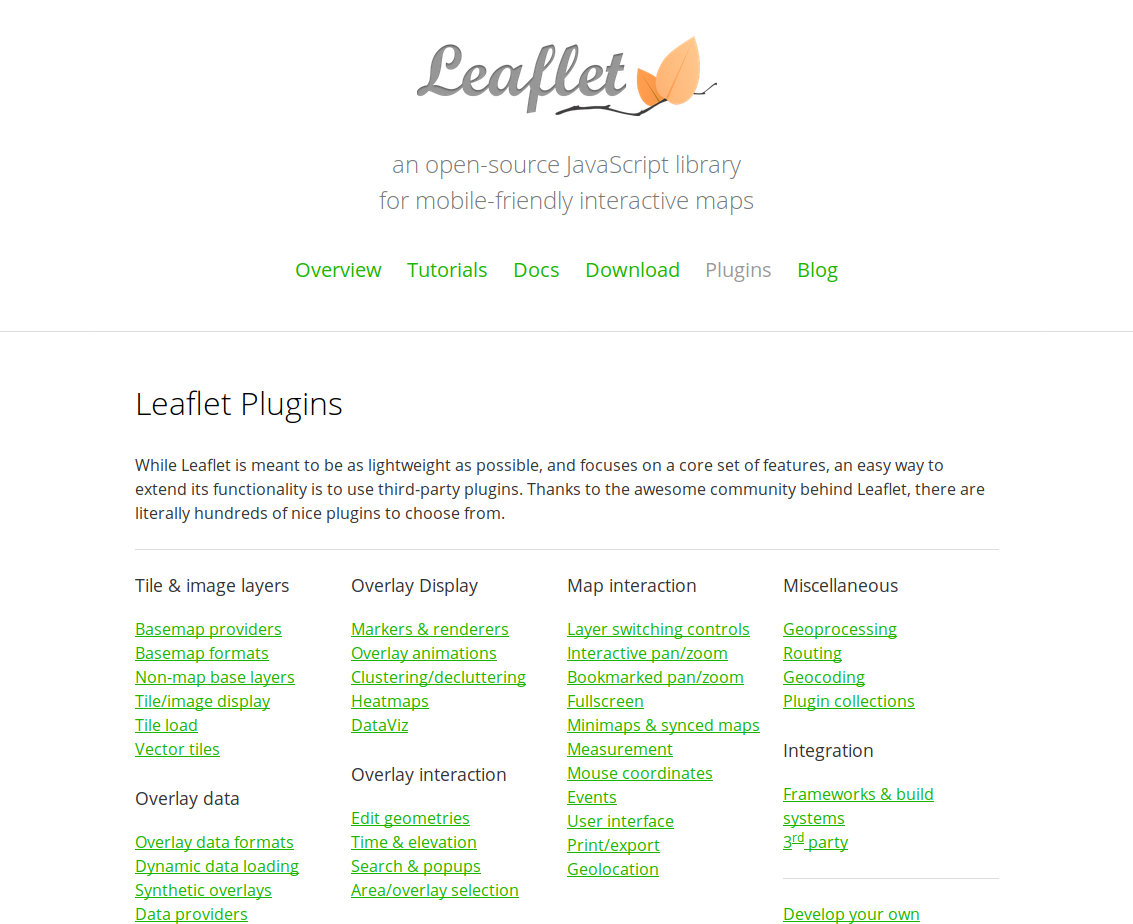 Leaflet
an open-source JavaScript library
for mobile-friendly interactive maps
Overview Tutorials Docs Download Plugins Blog
Leaflet Plugins
While Leaflet is meant to be as lightweight as possible, and focuses on a core set of features, an easy way to
extend its functionality is to use third-party plugins. Thanks to the awesome community behind Leaflet, there are
literally hundreds of nice plugins to choose from.
Tile & image layers
Basemap providers
Basemap formats
Non-map base layers
Tile/image display
Tile load
Vector tiles
Overlay data
Overlay data formats
Dynamic data loading
Synthetic overlays
Data providers
Overlay Display
Markers & renderers
Overlay animations
Clustering/decluttering
Heatmaps
DataViz
Overlay interaction
Edit geometries
Time & elevation
Search & popups
Area/overlay selection
Map interaction
Layer switching controls
Interactive pan/zoom
Bookmarked pan/zoom
Fullscreen
Minimaps & synced maps
Measurement
Mouse coordinates
Events
User interface
Print/export
Geolocation
Miscellaneous
Geoprocessing
Routing
Geocoding
Plugin collections
Integration
Frameworks & build
systems
3rd party
Develop your own